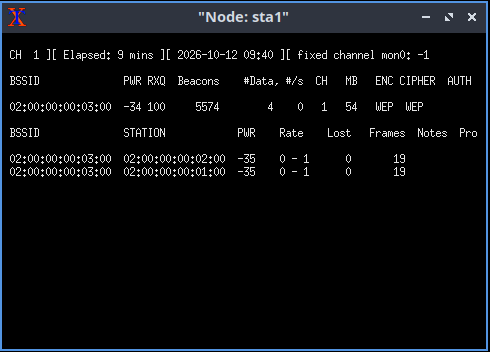 "Node: sta1"
CH 1 ][ Elapsed: 9 mins ][ 2026-10-12 09:40 ][ fixed channel mon0: -1
BSSID PWR RXQ Beacons #Data, #/s CH MB ENC CIPHER AUTH
02:00:00:00:03:00 -34 100 5574 4 0 1 54 WEP WEP
BSSID STATION PWR Rate Lost Frames Notes Pro
02:00:00:00:03:00 02:00:00:00:02:00 -35 0 - 1 0 19
02:00:00:00:03:00 02:00:00:00:01:00 -35 0 - 1 0 19